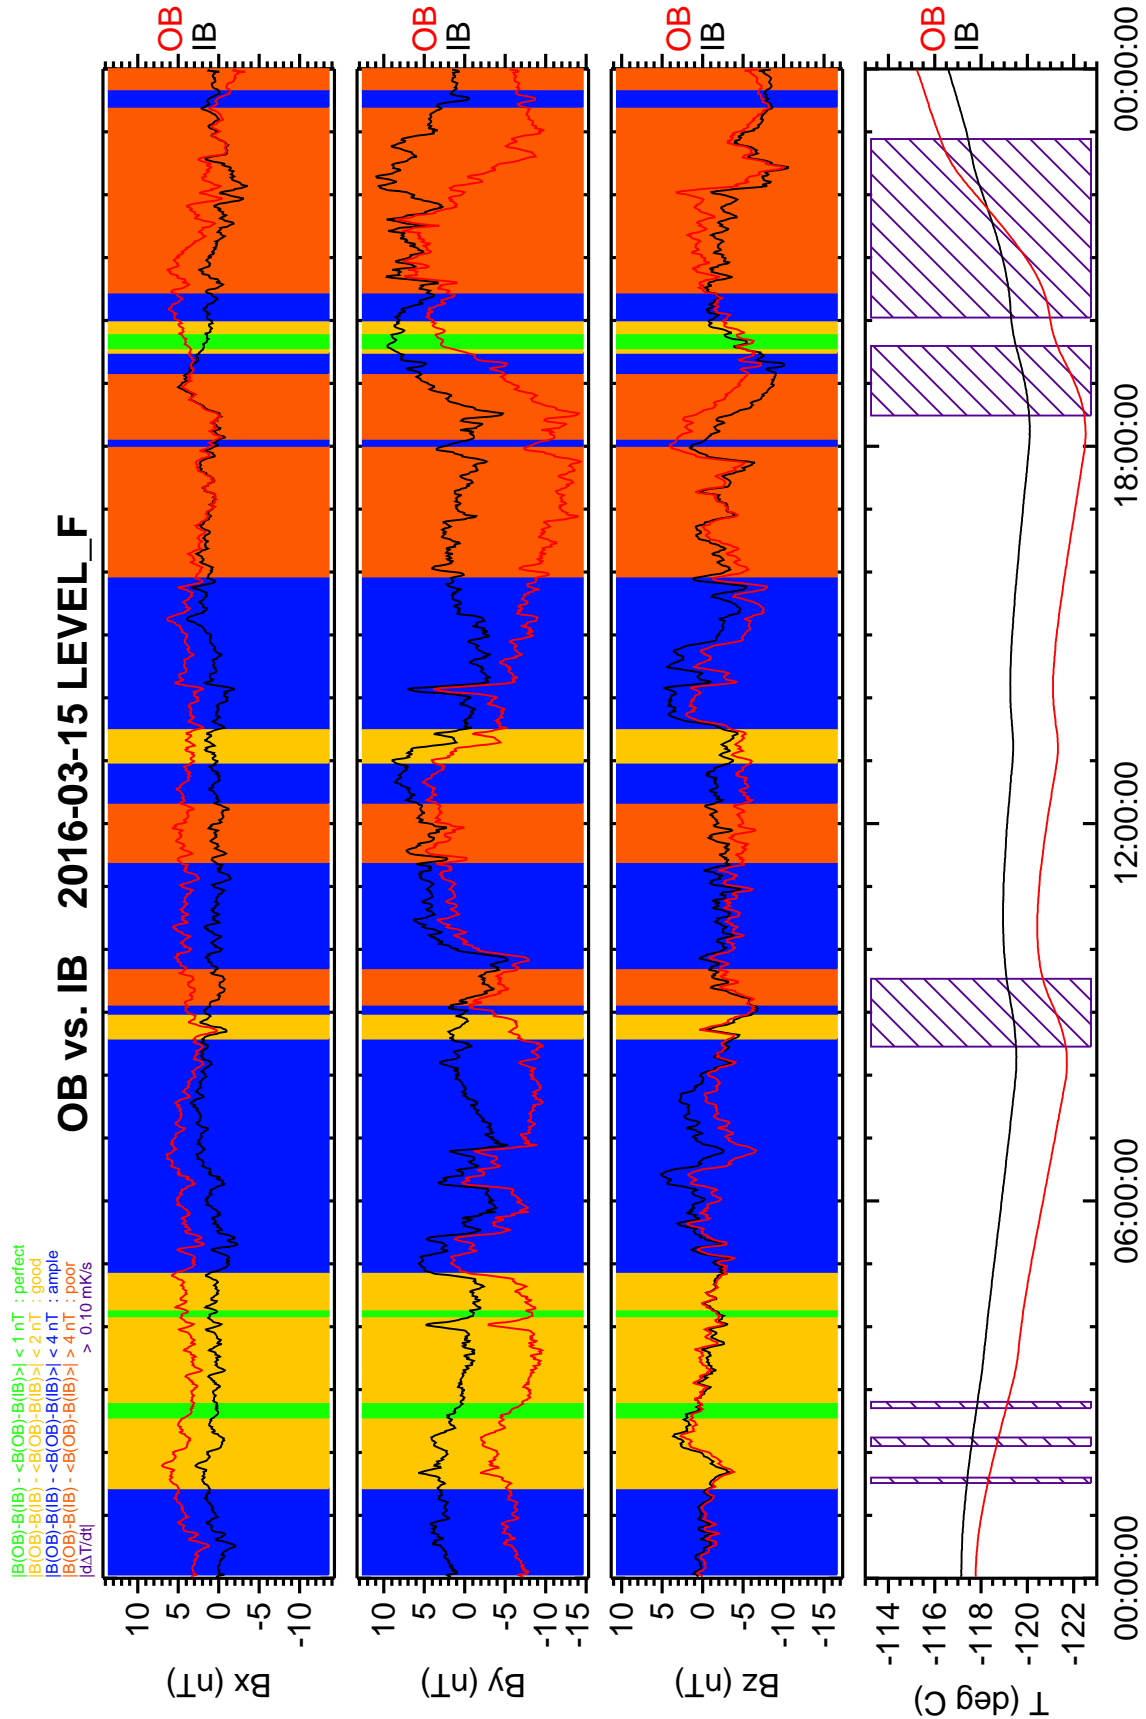 OB vs. IB 2016-03-15 LEVEL_F
|B(OB)-B(IB) - <B(OB)-B(IB)>| < 1 nT : perfect
|B(OB)-B(IB) - <B(OB)-B(IB)>| < 2 nT : good
|B(OB)-B(IB) - <B(OB)-B(IB)>| < 4 nT : ample
|B(OB)-B(IB) - <B(OB)-B(IB)>| > 4 nT : poor
|dΔT/dt| > 0.10 mK/s
Bx (nT)
10
5
0
-5
-10
OB
IB
By (nT)
10
5
0
-5
-10
-15
OB
IB
Bz (nT)
10
5
0
-5
-10
-15
OB
IB
T (deg C)
-114
-116
-118
-120
-122
OB
IB
00:00:00
06:00:00
12:00:00
18:00:00
00:00:00